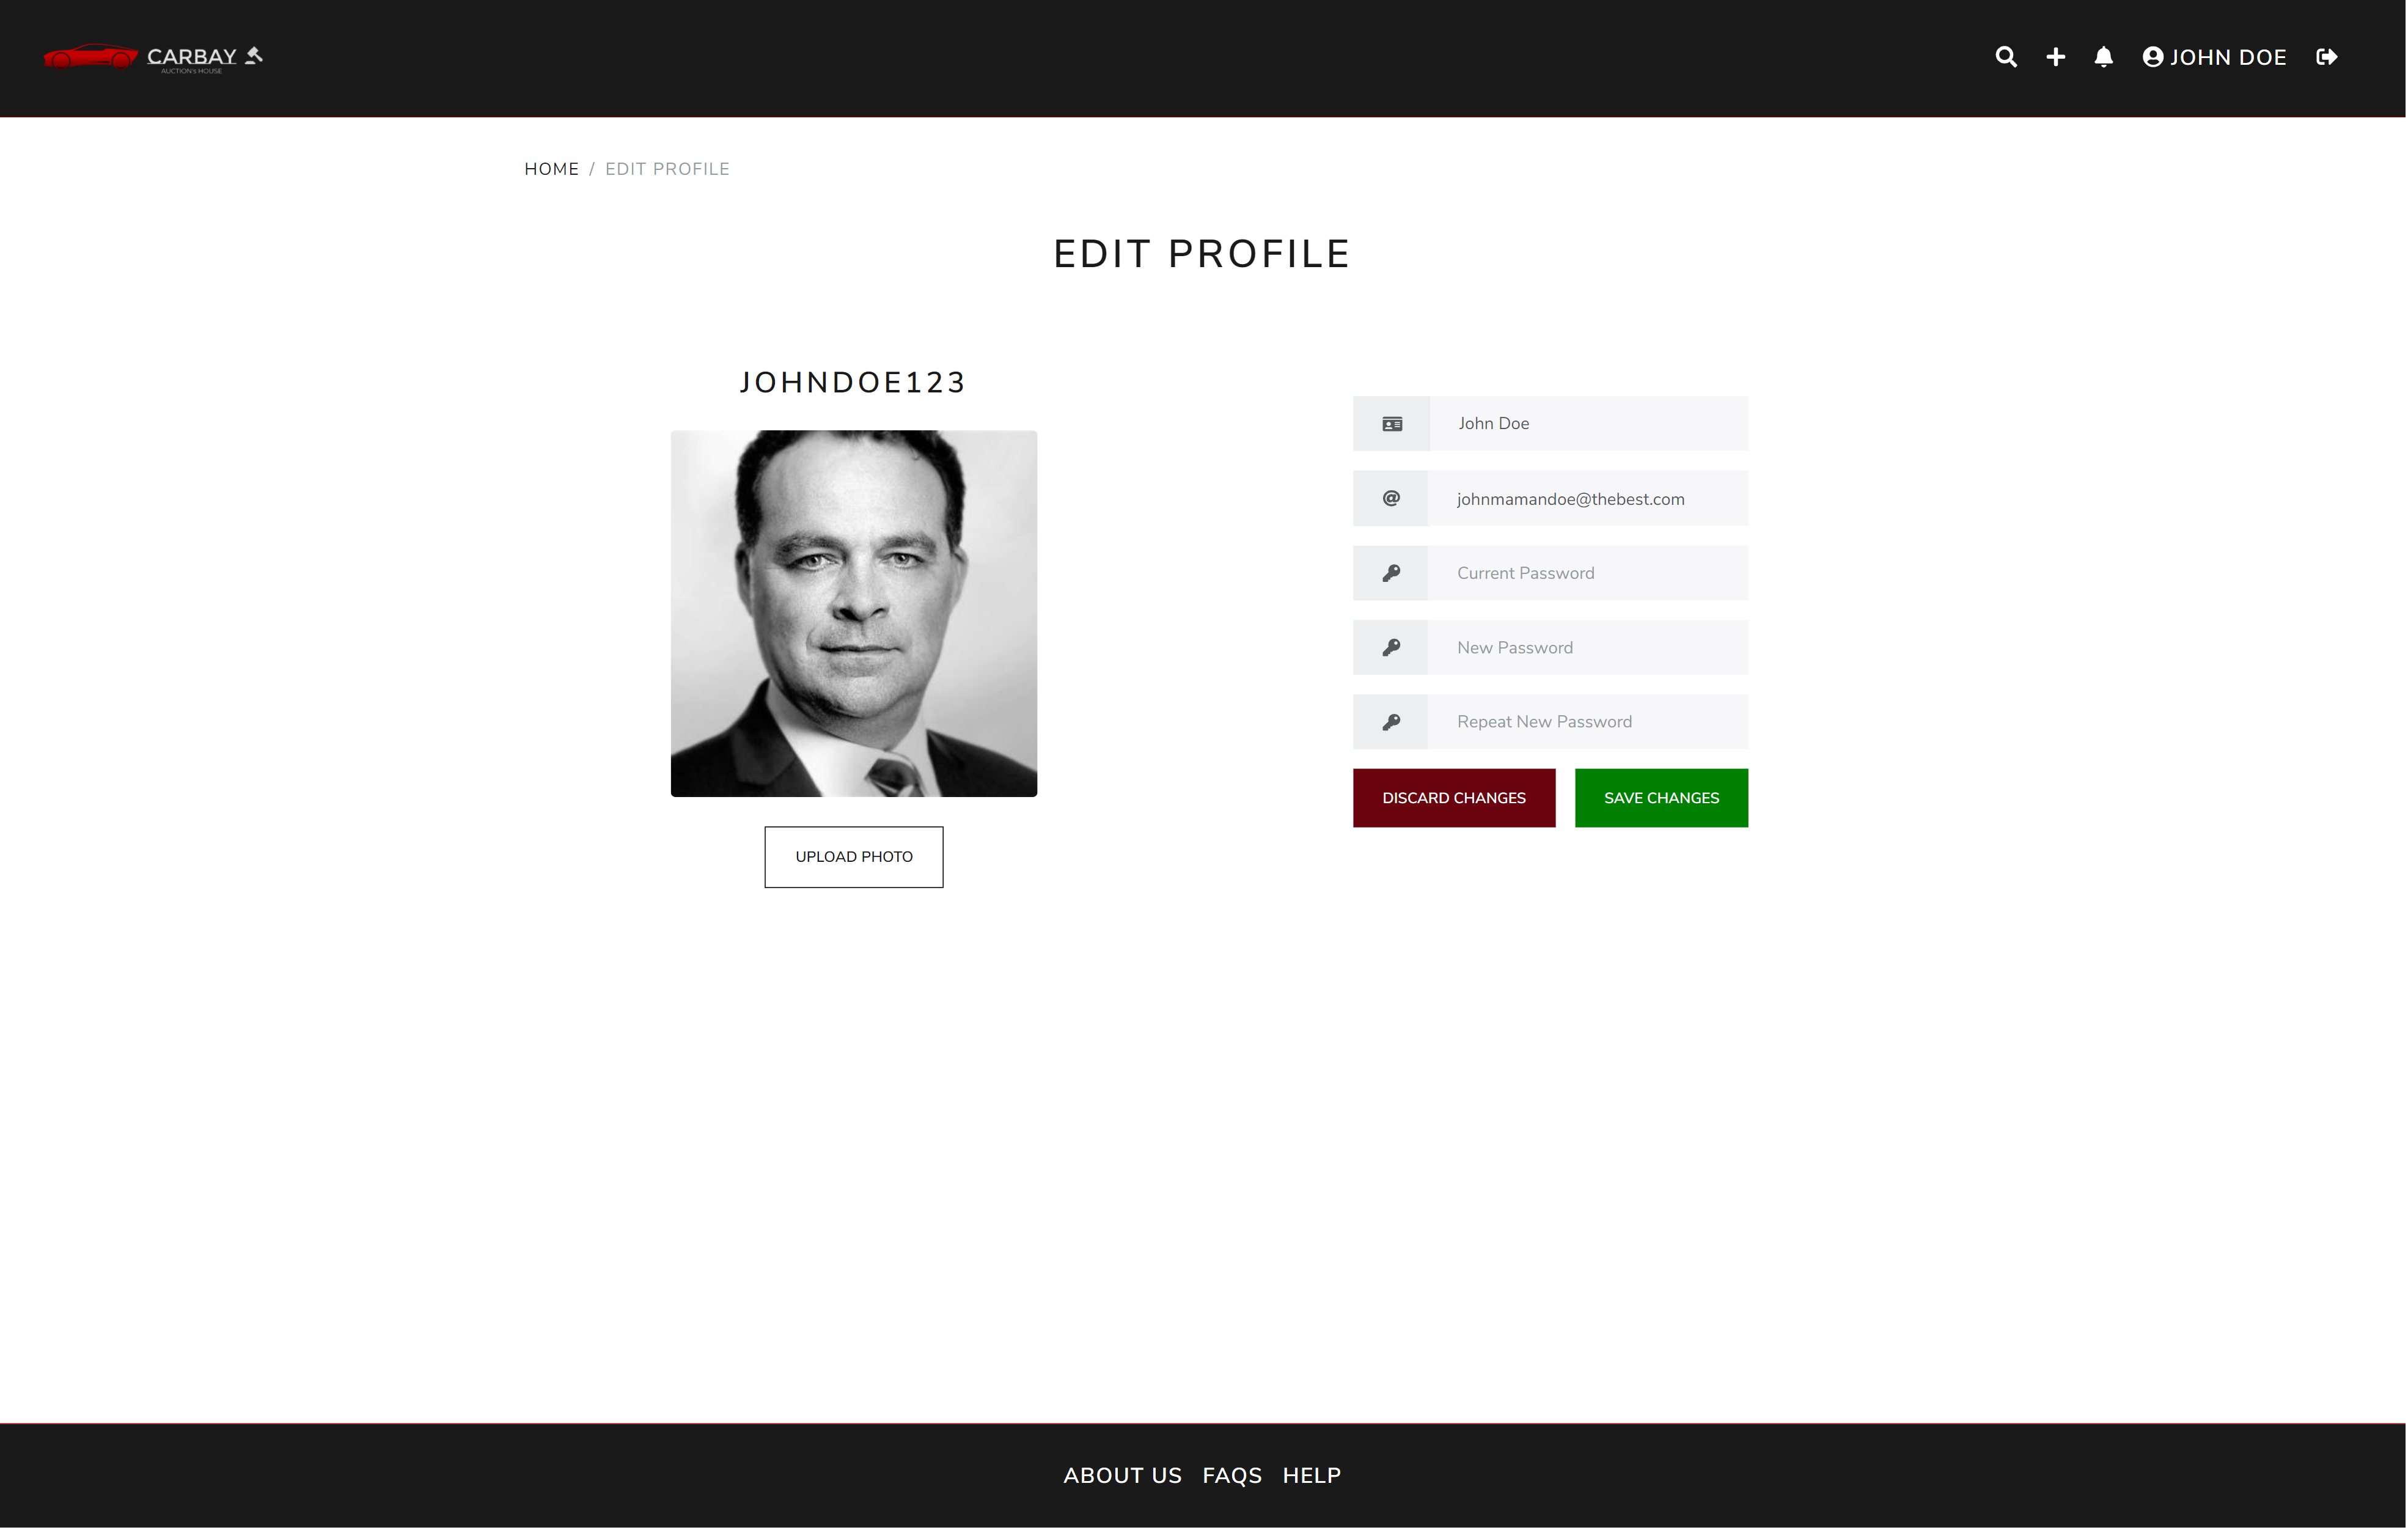 CARBAY
AUCTION's HOUSE
JOHN DOE
HOME / EDIT PROFILE
EDIT PROFILE
JOHNDOE123
UPLOAD PHOTO
John Doe
johnmamandoe@thebest.com
Current Password
New Password
Repeat New Password
DISCARD CHANGES SAVE CHANGES
ABOUT US FAQS HELP